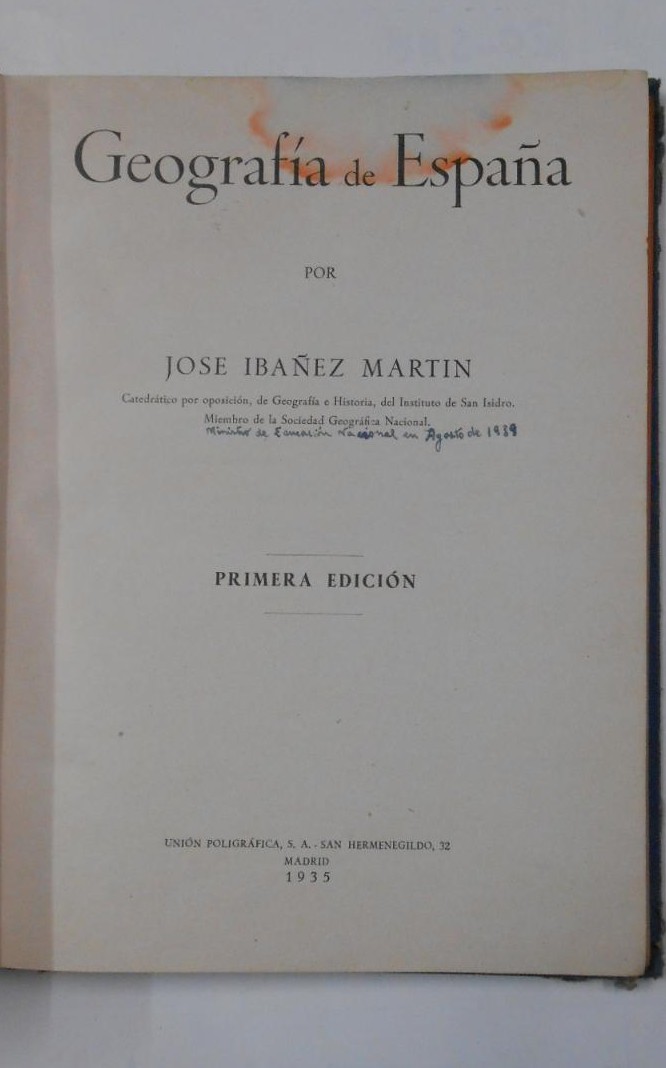 Geografía de España
POR
JOSE IBAÑEZ MARTIN
Catedrático por oposición, de Geografía e Historia, del Instituto de San Isidro.
Miembro de la Sociedad Geográfica Nacional.
Ministro de Educación Nacional en Agosto de 1939
PRIMERA EDICIÓN
UNIÓN POLIGRÁFICA, S. A. - SAN HERMENEGILDO, 32
MADRID
1935